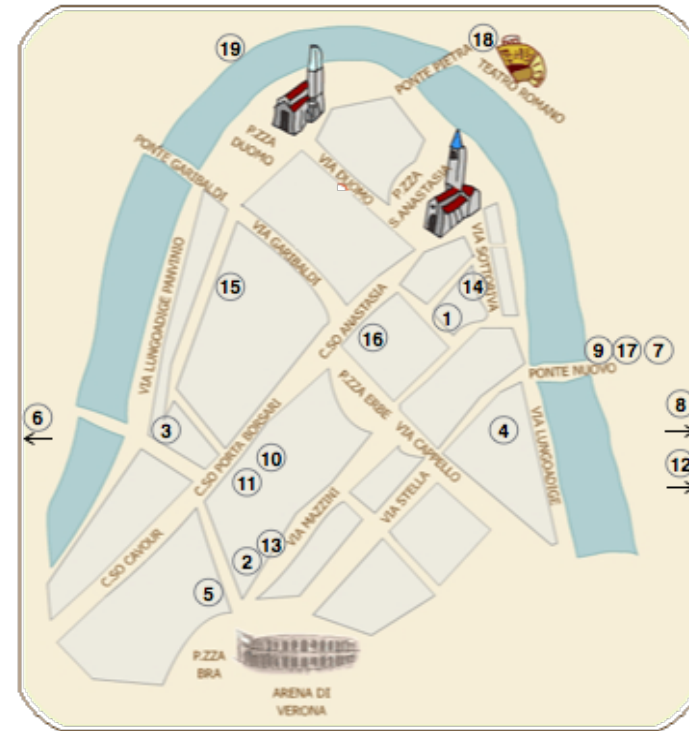 19
18
PONTE PIETRA
TEATRO ROMANO
P.ZZA
DUOMO
PONTE GARIBALDI
VIA DUOMO
P.ZZA
S.ANASTASIA
VIA SOTTORIVA
VIA GARIBALDI
VIA LUNGOADIGE PANVINIO
15
14
1
C.SO ANASTASIA
16
9
17
7
PONTE NUOVO
P.ZZA ERBE
6
3
C.SO PORTA BORSARI
VIA CAPPELLO
4
8
VIA LUNGOADIGE
10
11
12
VIA STELLA
VIA MAZZINI
C.SO CAVOUR
13
2
5
P.ZZA
BRA
ARENA DI
VERONA